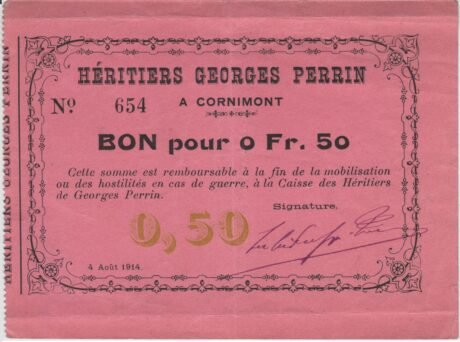 HÉRITIERS GEORGES PERRIN
HÉRITIERS GEORGES PERRIN
Nº 654 A CORNIMONT
BON pour 0 Fr. 50
Cette somme est remboursable à la fin de la mobilisation
ou des hostilités en cas de guerre, à la Caisse des Héritiers
de Georges Perrin.
Signature.
0,50
4 Août 1914.